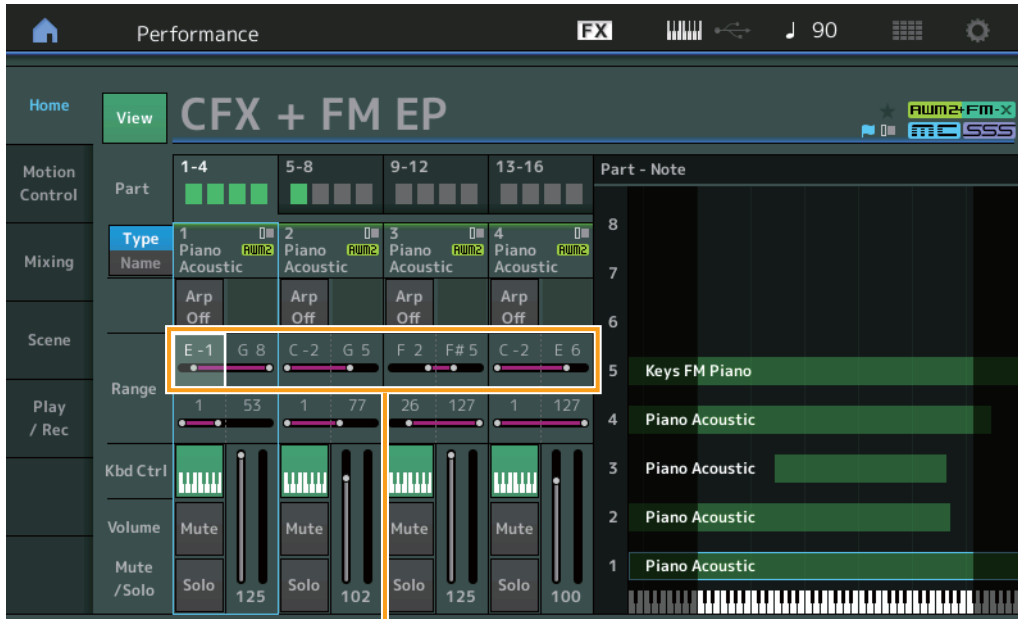 Performance FX 90
Home
View
CFX + FM EP
AWM2+FM-X
MC SSS
Motion
Control
Mixing
Scene
Play
/ Rec
Part
1-4 5-8 9-12 13-16
Part - Note
Type
Name
1 2 3 4
Piano AWM2 Piano AWM2 Piano AWM2 Piano AWM2
Acoustic Acoustic Acoustic Acoustic
Arp Arp Arp Arp
Off Off Off Off
Range
E -1 G 8 C -2 G 5 F 2 F# 5 C -2 E 6
1 53 1 77 26 127 1 127
Kbd Ctrl
Volume
Mute
/Solo
Mute Mute Mute Mute
Solo Solo Solo Solo
125 102 125 100
8
7
6
5 Keys FM Piano
4 Piano Acoustic
3 Piano Acoustic
2 Piano Acoustic
1 Piano Acoustic